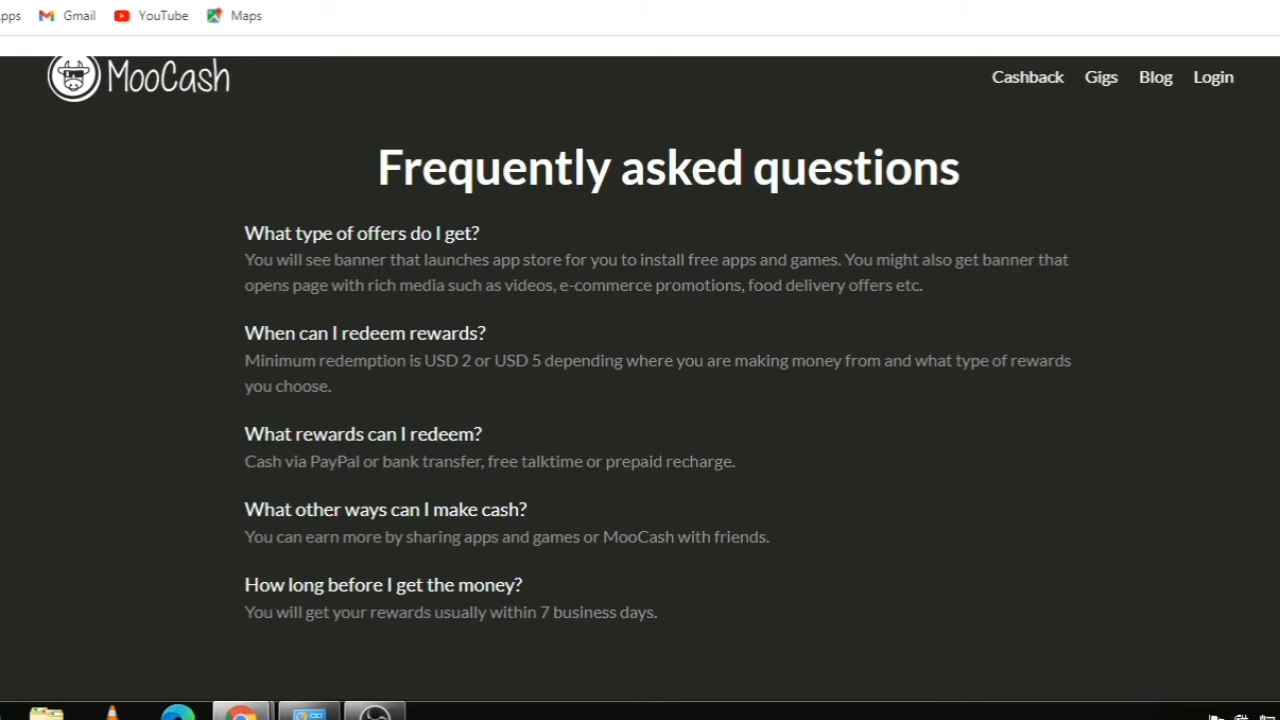 pps Gmail YouTube Maps
MooCash Cashback Gigs Blog Login
Frequently asked questions
What type of offers do I get?
You will see banner that launches app store for you to install free apps and games. You might also get banner that
opens page with rich media such as videos, e-commerce promotions, food delivery offers etc.
When can I redeem rewards?
Minimum redemption is USD 2 or USD 5 depending where you are making money from and what type of rewards
you choose.
What rewards can I redeem?
Cash via PayPal or bank transfer, free talktime or prepaid recharge.
What other ways can I make cash?
You can earn more by sharing apps and games or MooCash with friends.
How long before I get the money?
You will get your rewards usually within 7 business days.